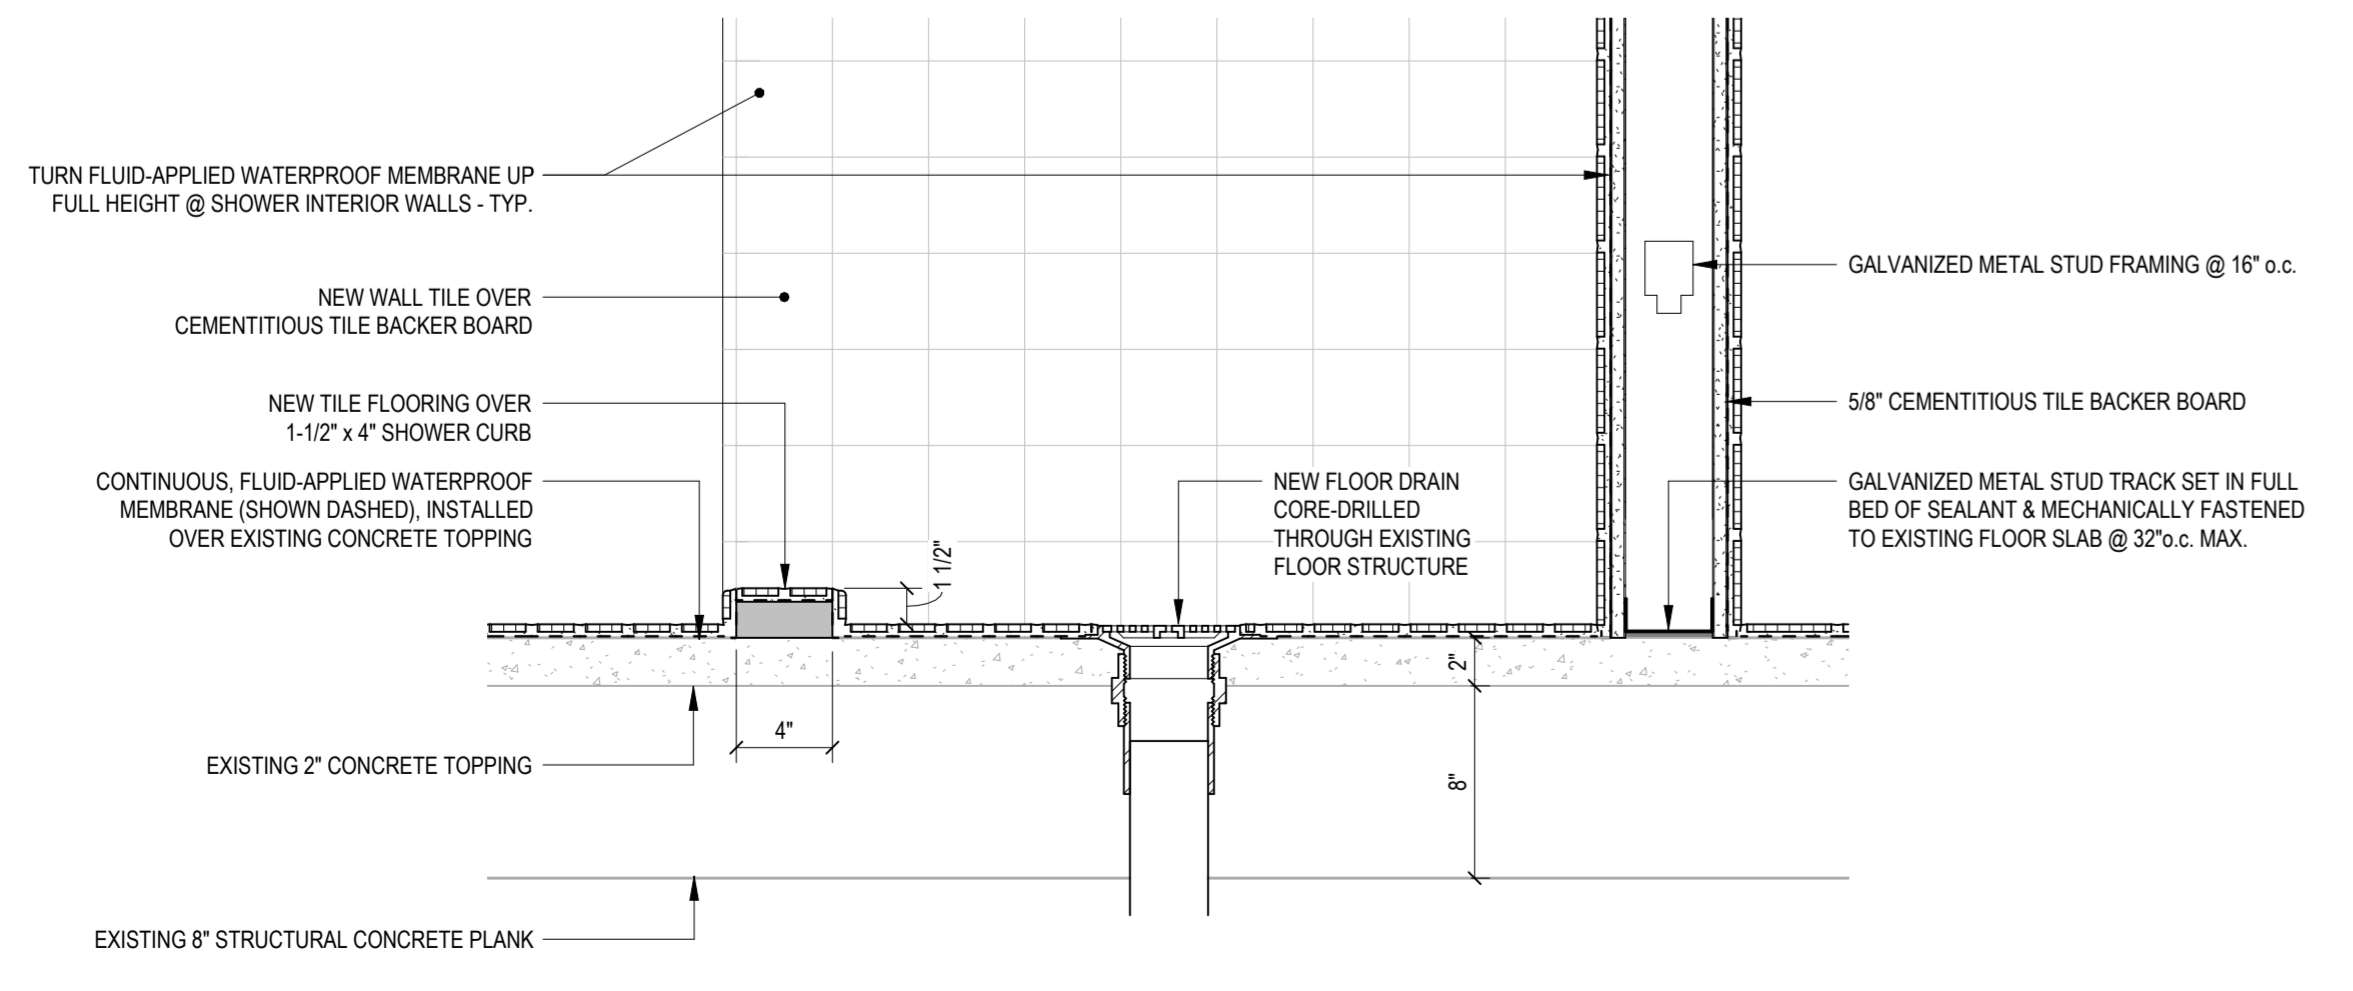 TURN FLUID-APPLIED WATERPROOF MEMBRANE UP
FULL HEIGHT @ SHOWER INTERIOR WALLS - TYP.
NEW WALL TILE OVER
CEMENTITIOUS TILE BACKER BOARD
NEW TILE FLOORING OVER
1-1/2" x 4" SHOWER CURB
CONTINUOUS, FLUID-APPLIED WATERPROOF
MEMBRANE (SHOWN DASHED), INSTALLED
OVER EXISTING CONCRETE TOPPING
EXISTING 2" CONCRETE TOPPING
EXISTING 8" STRUCTURAL CONCRETE PLANK
4"
1 1/2"
NEW FLOOR DRAIN
CORE-DRILLED
THROUGH EXISTING
FLOOR STRUCTURE
2"
8"
GALVANIZED METAL STUD FRAMING @ 16" o.c.
5/8" CEMENTITIOUS TILE BACKER BOARD
GALVANIZED METAL STUD TRACK SET IN FULL
BED OF SEALANT & MECHANICALLY FASTENED
TO EXISTING FLOOR SLAB @ 32"o.c. MAX.